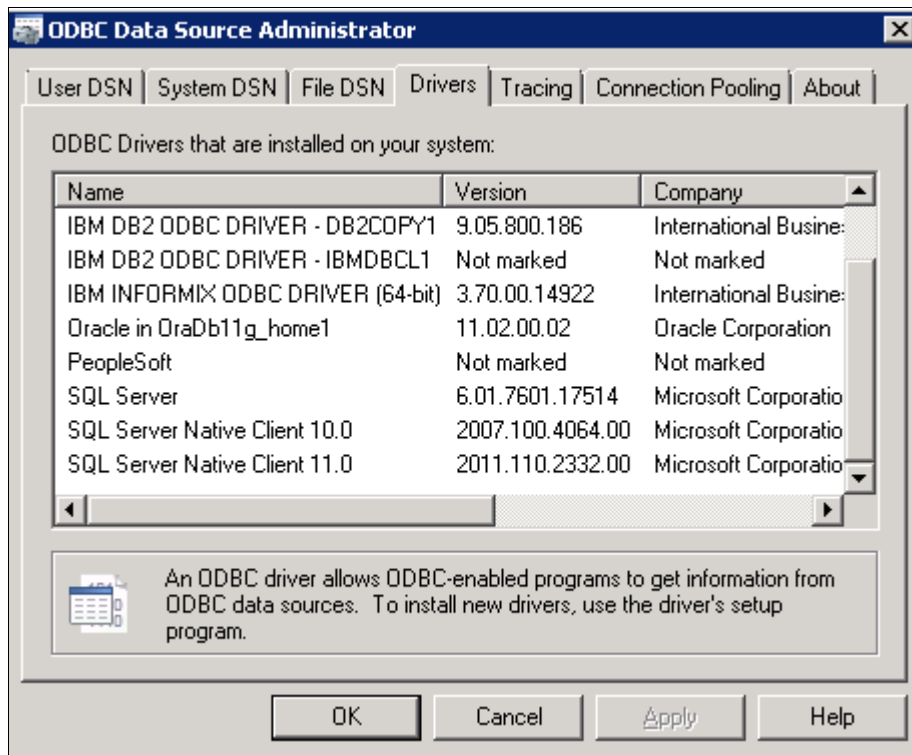 ODBC Data Source Administrator
User DSN System DSN File DSN Drivers Tracing Connection Pooling About
ODBC Drivers that are installed on your system:
Name Version Company
IBM DB2 ODBC DRIVER - DB2COPY1 9.05.800.186 International Busine
IBM DB2 ODBC DRIVER - IBMDBCL1 Not marked Not marked
IBM INFORMIX ODBC DRIVER (64-bit) 3.70.00.14922 International Busine
Oracle in OraDb11g_home1 11.02.00.02 Oracle Corporation
PeopleSoft Not marked Not marked
SQL Server 6.01.7601.17514 Microsoft Corporatio
SQL Server Native Client 10.0 2007.100.4064.00 Microsoft Corporatio
SQL Server Native Client 11.0 2011.110.2332.00 Microsoft Corporatio
An ODBC driver allows ODBC-enabled programs to get information from
ODBC data sources. To install new drivers, use the driver's setup
program.
OK Cancel Apply Help